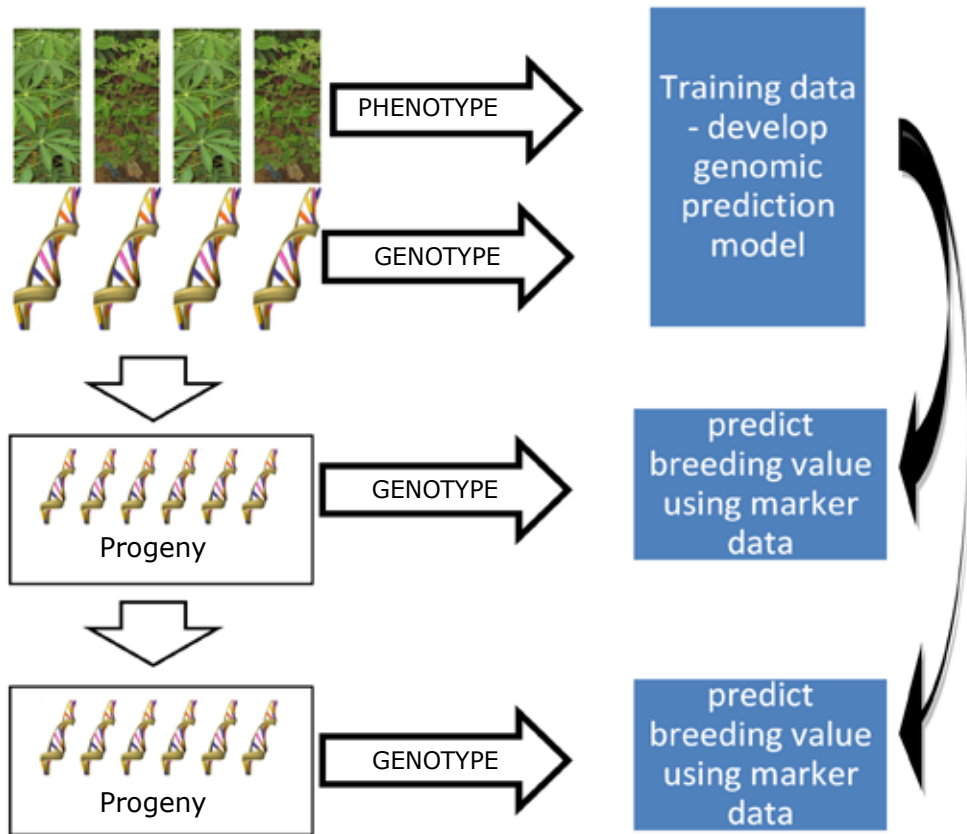 PHENOTYPE
Training data
- develop
genomic
prediction
model
GENOTYPE
predict
breeding value
using marker
data
GENOTYPE
Progeny
predict
breeding value
using marker
data
GENOTYPE
Progeny